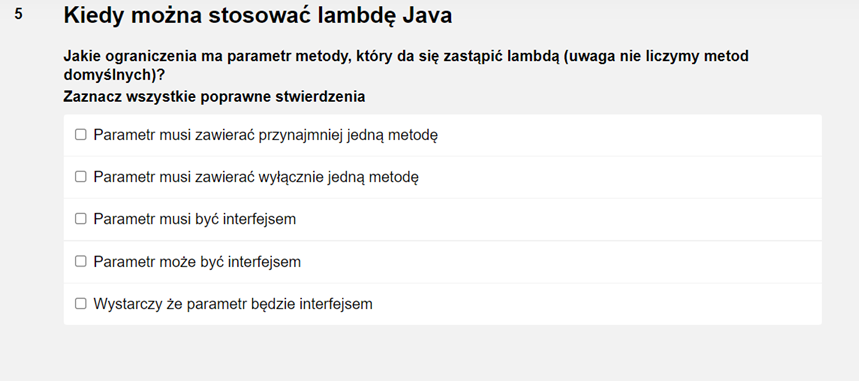 5
Kiedy można stosować lambdę Java
Jakie ograniczenia ma parametr metody, który da się zastąpić lambdą (uwaga nie liczymy metod
domyślnych)?
Zaznacz wszystkie poprawne stwierdzenia
Parametr musi zawierać przynajmniej jedną metodę
Parametr musi zawierać wyłącznie jedną metodę
Parametr musi być interfejsem
Parametr może być interfejsem
Wystarczy że parametr będzie interfejsem